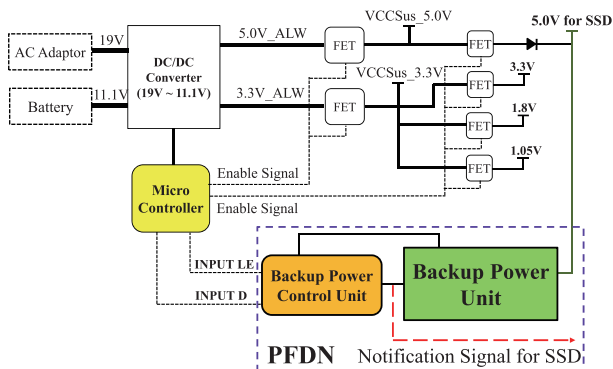 AC Adaptor
19V
Battery
11.1V
DC/DC
Converter
(19V ~ 11.1V)
5.0V_ALW
3.3V_ALW
FET
FET
VCCSus_5.0V
VCCSus_3.3V
FET
FET
FET
FET
5.0V for SSD
3.3V
1.8V
1.05V
Micro
Controller
Enable Signal
Enable Signal
INPUT LE
INPUT D
Backup Power
Control Unit
Backup Power
Unit
PFDN
Notification Signal for SSD